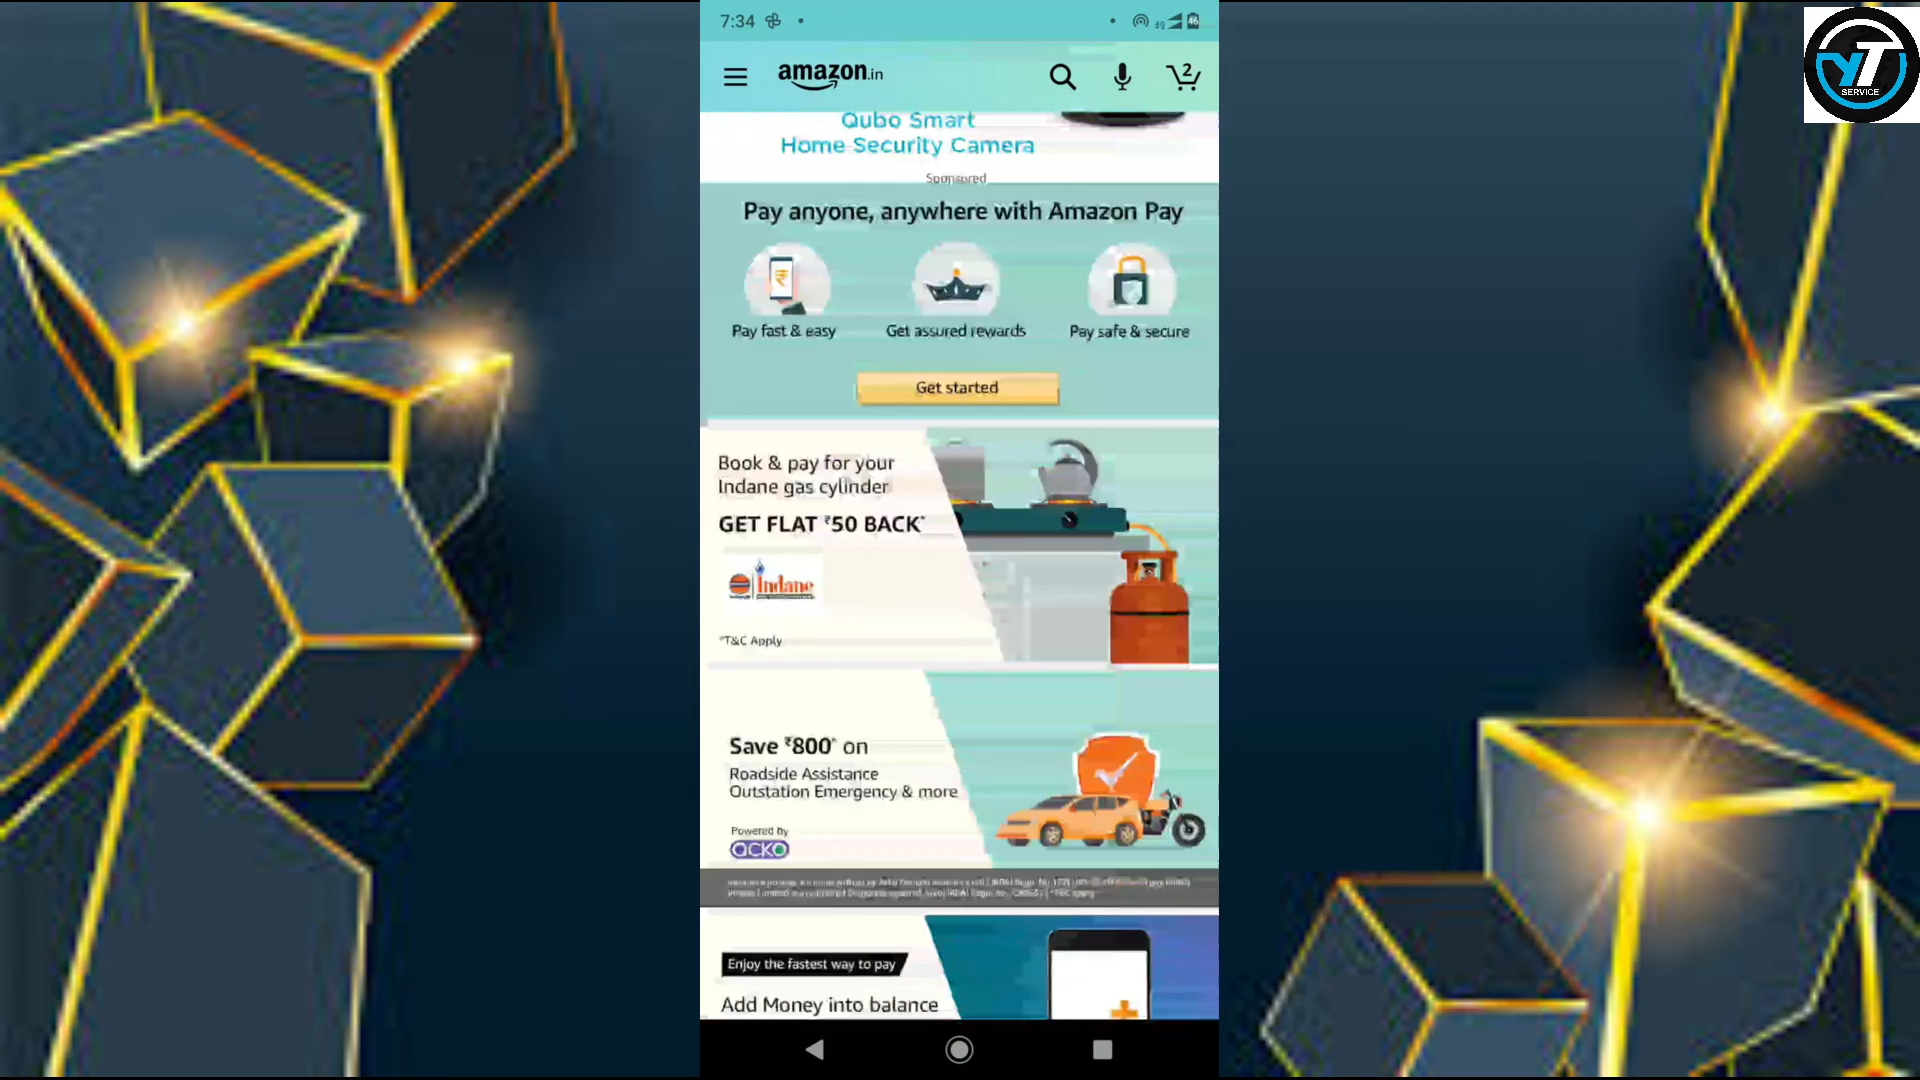 7:34
46
YT
SERVICE
amazon.in
2
Qubo Smart
Home Security Camera
Sponsored
Pay anyone, anywhere with Amazon Pay
Pay fast & easy
Get assured rewards
Pay safe & secure
Get started
Book & pay for your
Indane gas cylinder
GET FLAT ₹50 BACK*
Indane
*T&C Apply
Save ₹800* on
Roadside Assistance
Outstation Emergency & more
Powered by
acko
Enjoy the fastest way to pay
Add Money into balance